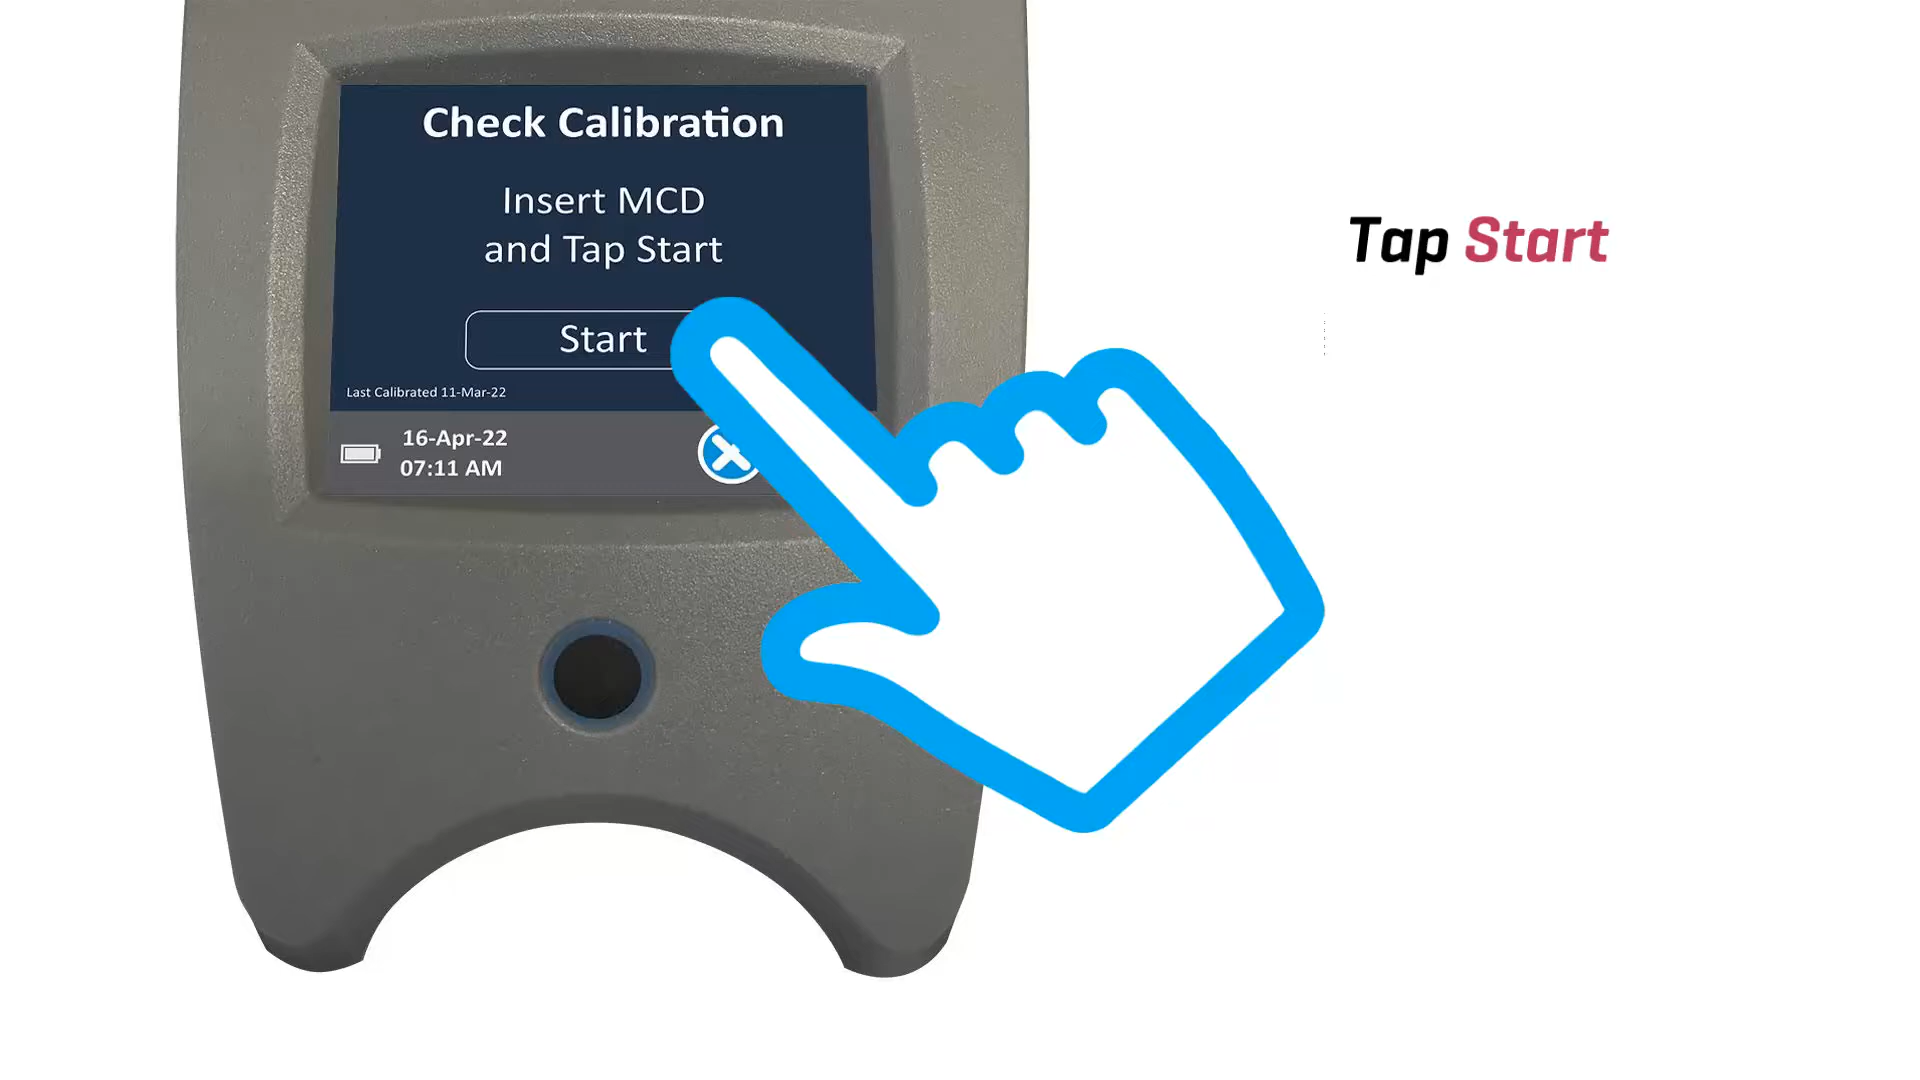 Check Calibration
Insert MCD
and Tap Start
Start
Last Calibrated 11-Mar-22
16-Apr-22
07:11 AM
Tap Start